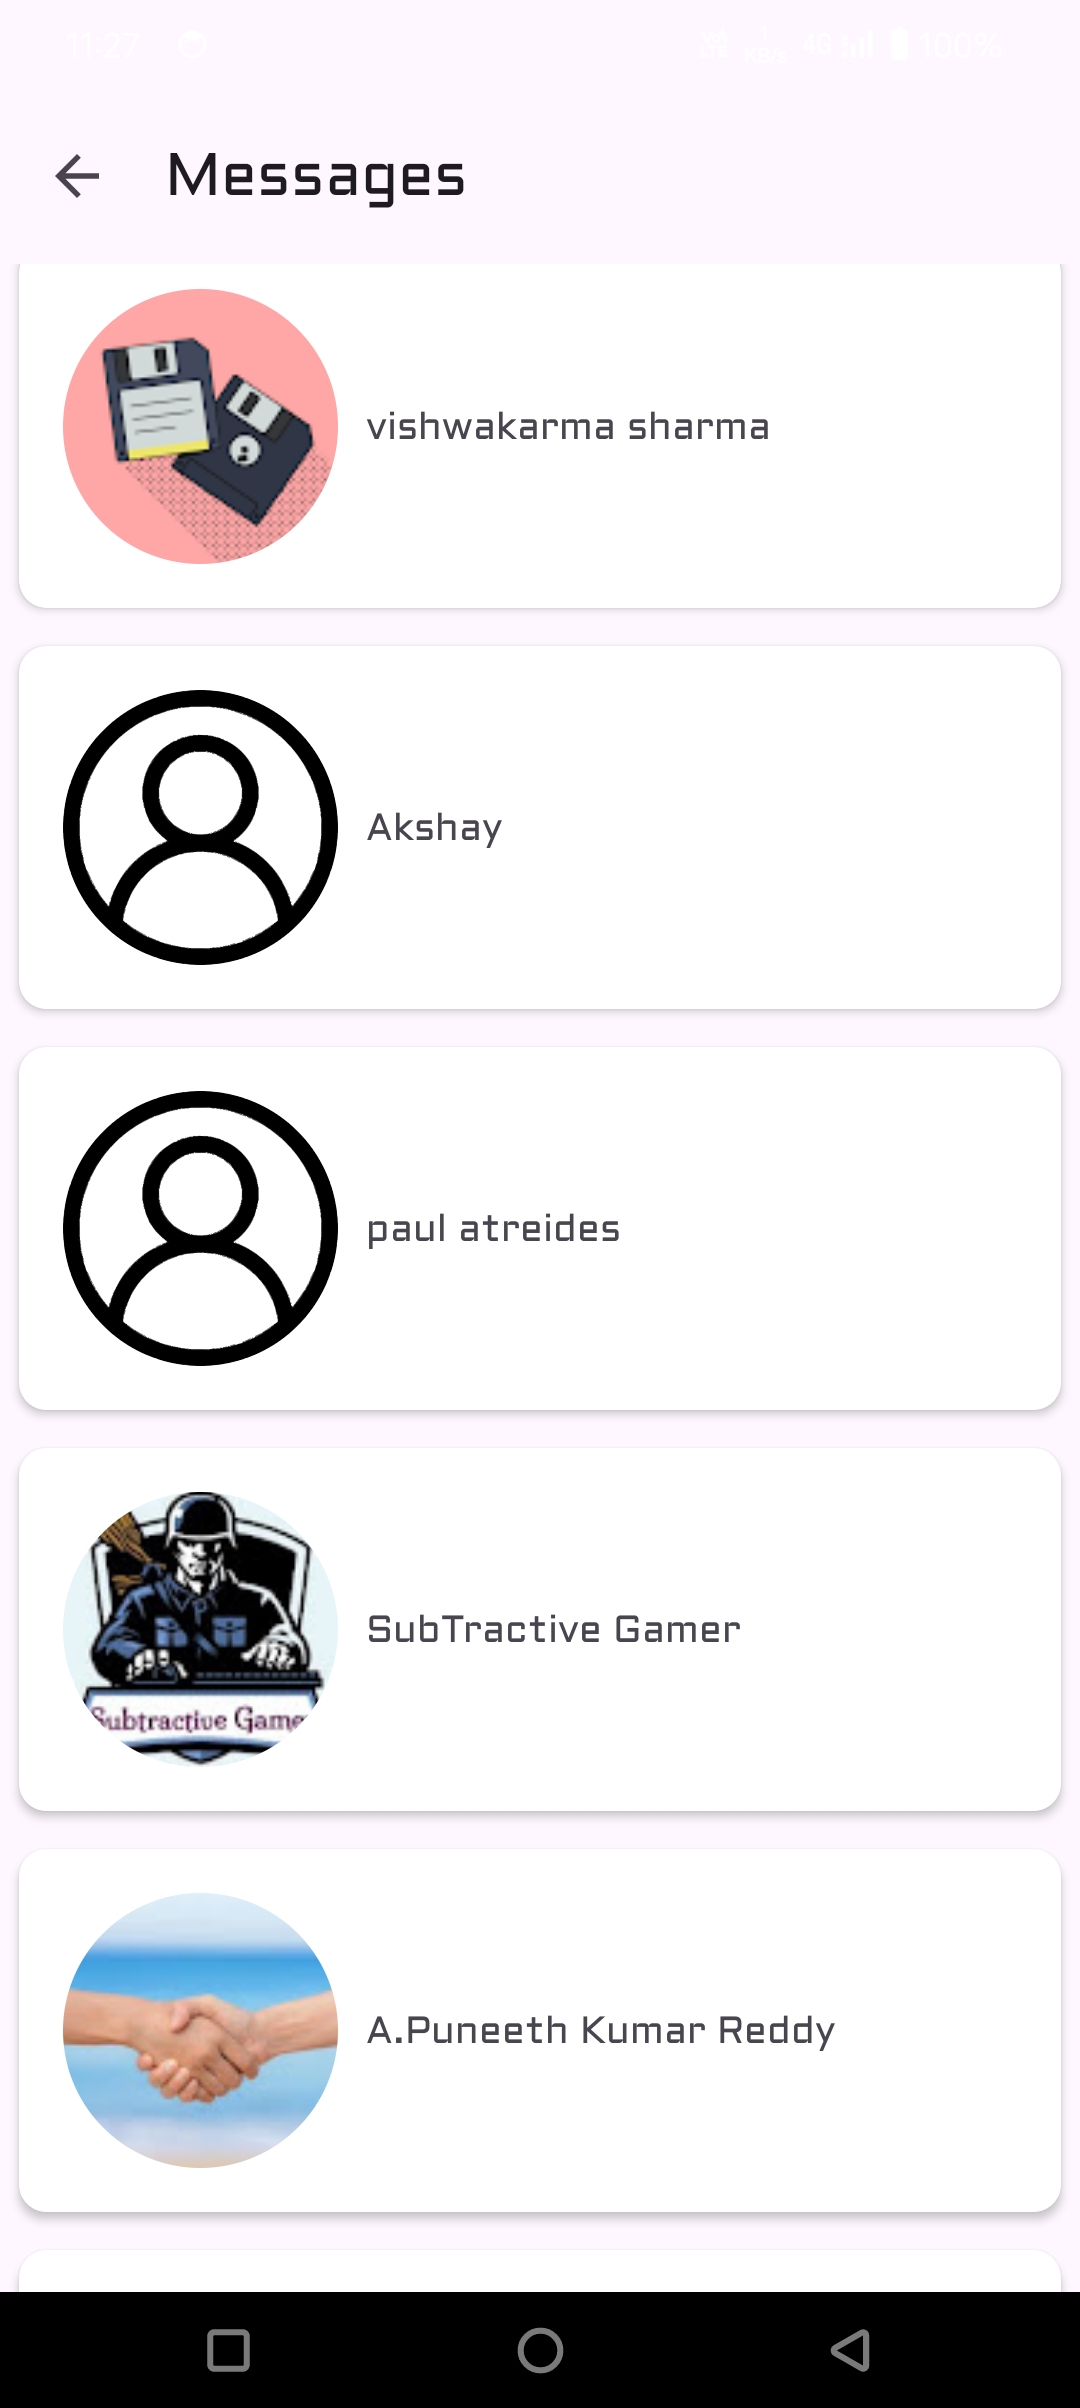 11:27 Vo) LTE 1 KB/s 4G 100%
Messages
vishwakarma sharma
Akshay
paul atreides
SubTractive Gamer
Subtractive Game
A.Puneeth Kumar Reddy